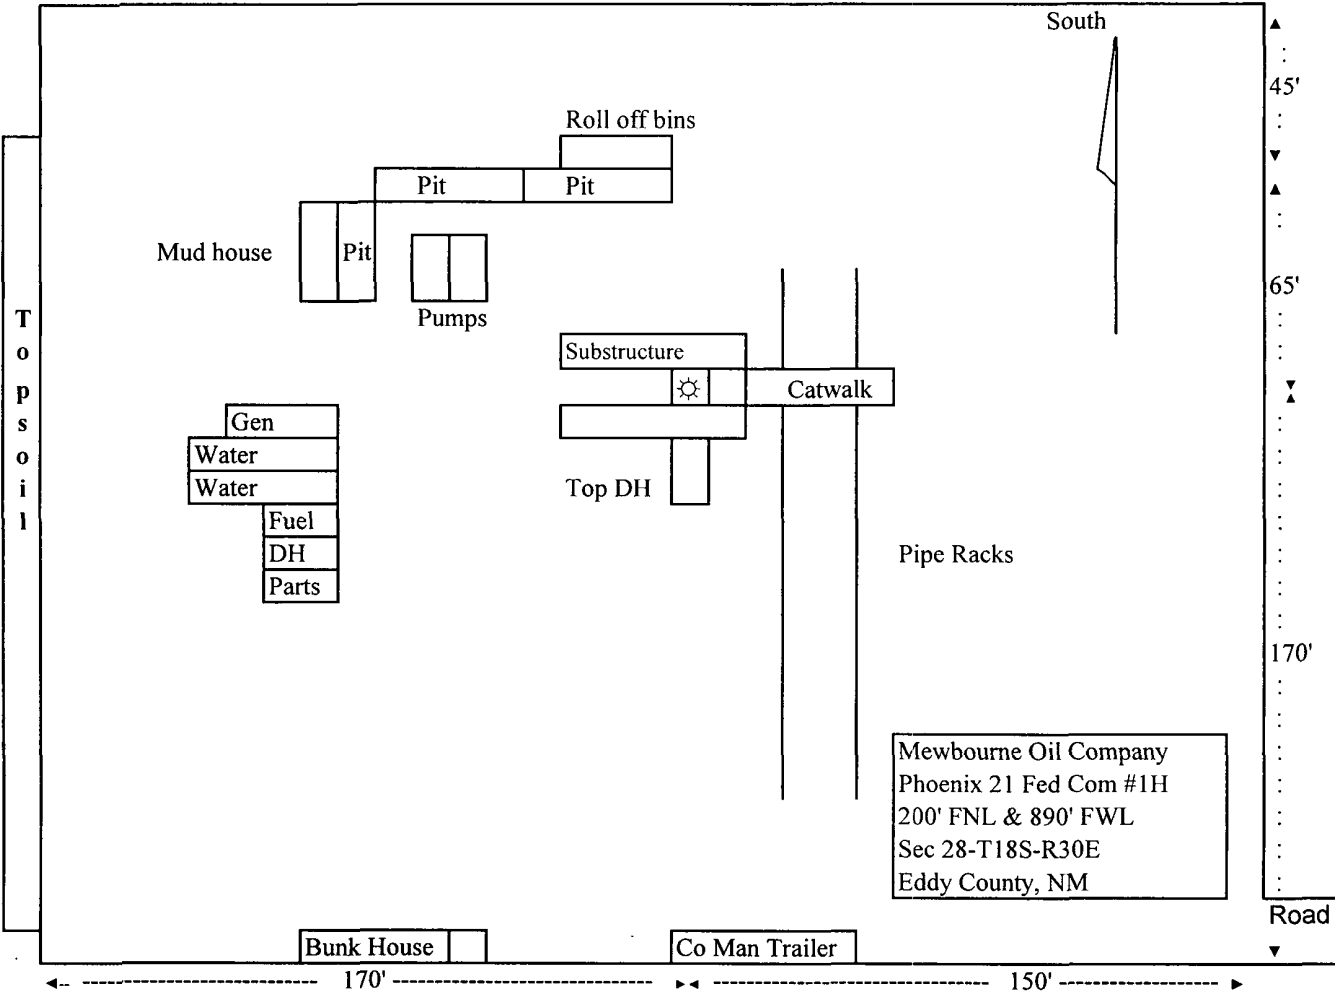 South
45'
Roll off bins
Pit Pit
Mud house
Pit
65'
Pumps
Topsoil
Substructure
Catwalk
Gen
Water
Water
Top DH
Fuel
DH
Parts
Pipe Racks
170'
Mewbourne Oil Company
Phoenix 21 Fed Com #1H
200' FNL & 890' FWL
Sec 28-T18S-R30E
Eddy County, NM
Road
Bunk House
Co Man Trailer
170' 150'